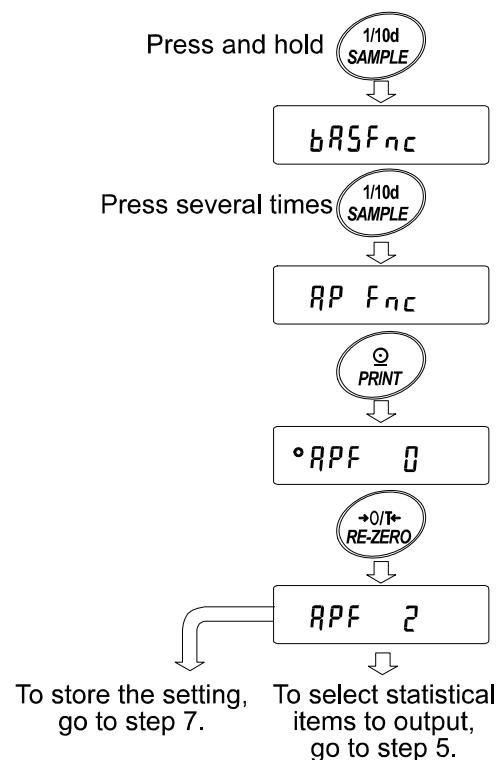 Press and hold
1/10d
SAMPLE
bASFnc
Press several times
1/10d
SAMPLE
AP Fnc
PRINT
APF 0
→0/T←
RE-ZERO
APF 2
To store the setting,
go to step 7.
To select statistical
items to output,
go to step 5.